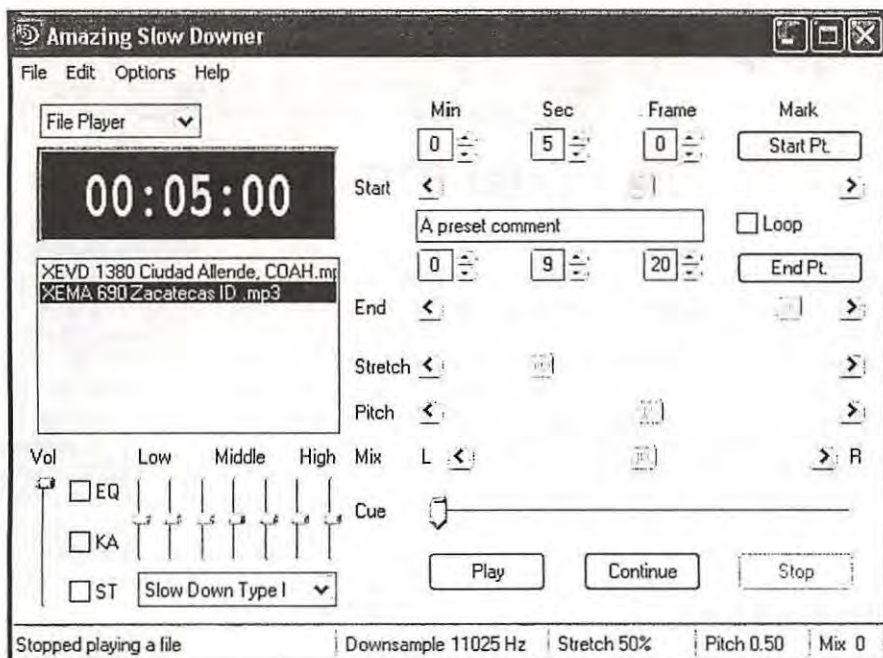 Amazing Slow Downer
File Edit Options Help
File Player
00:05:00
XEVD 1380 Ciudad Allende, COAH.mp
XEMA 690 Zacatecas ID .mp3
Min Sec Frame Mark
0 5 0 Start Pt.
Start
A preset comment Loop
0 9 20 End Pt.
End
Stretch
Pitch
Mix L R
Cue
Vol Low Middle High
EQ
KA
ST Slow Down Type I
Play Continue Stop
Stopped playing a file Downsample 11025 Hz Stretch 50% Pitch 0.50 Mix 0